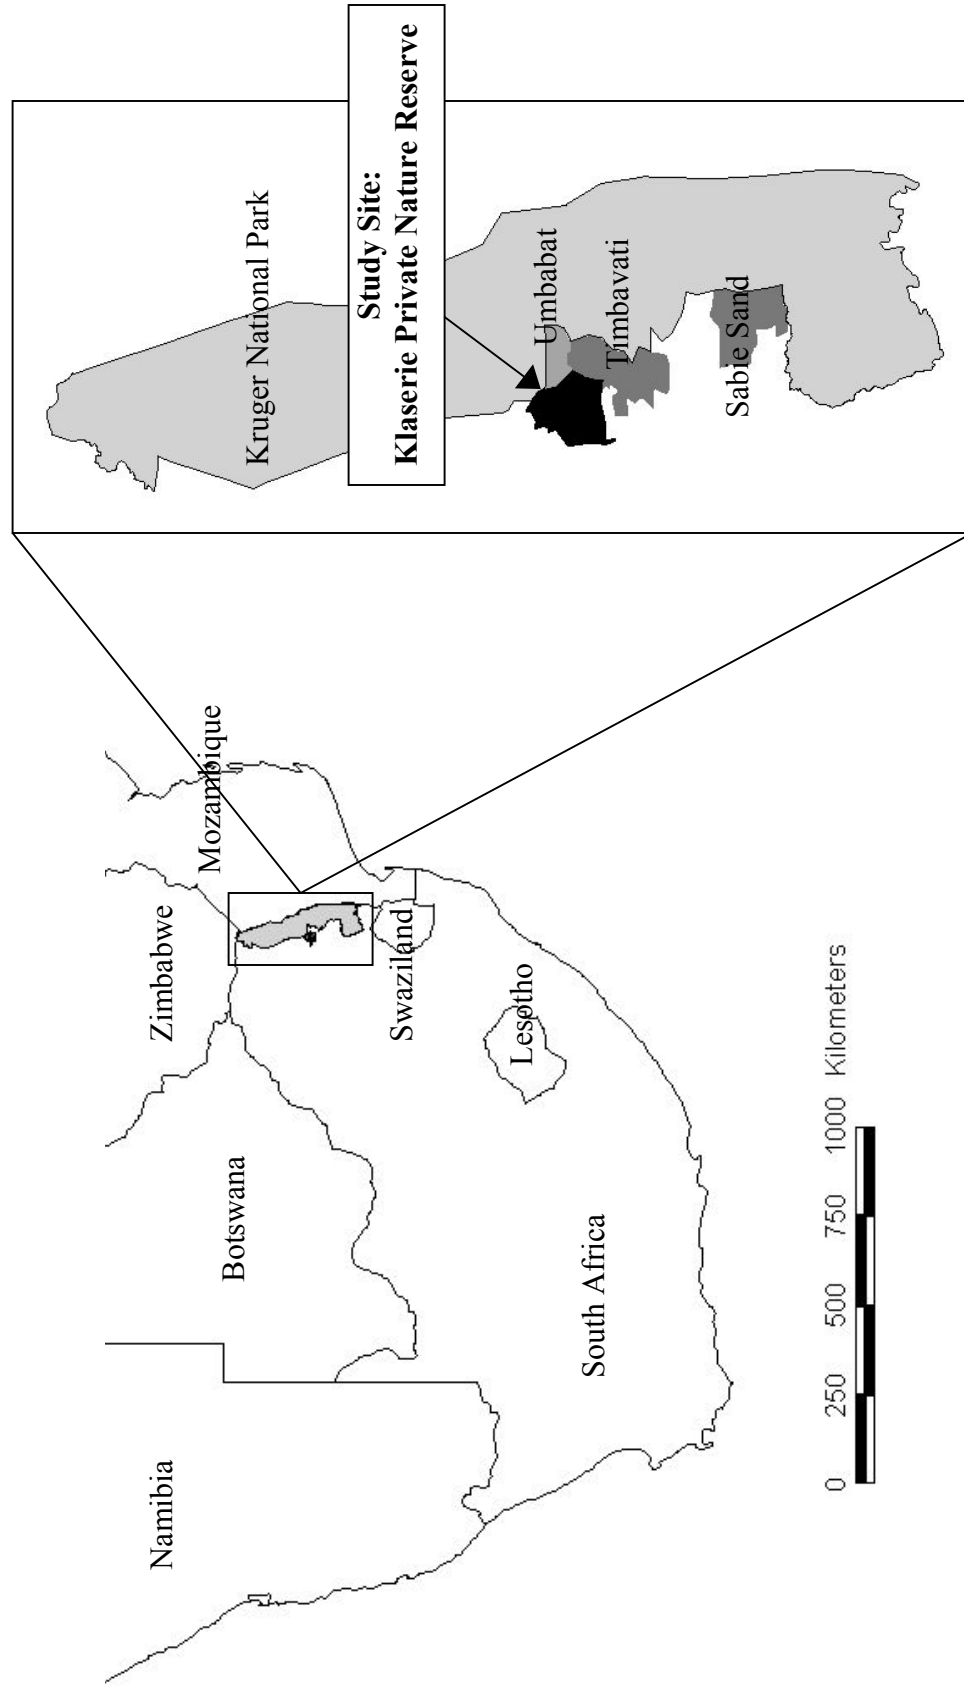 Namibia
Botswana
Zimbabwe
Mozambique
Swaziland
Lesotho
South Africa
0 250 500 750 1000 Kilometers
Kruger National Park
Study Site:
Klaserie Private Nature Reserve
Umbabat
Timbavati
Sabie Sand